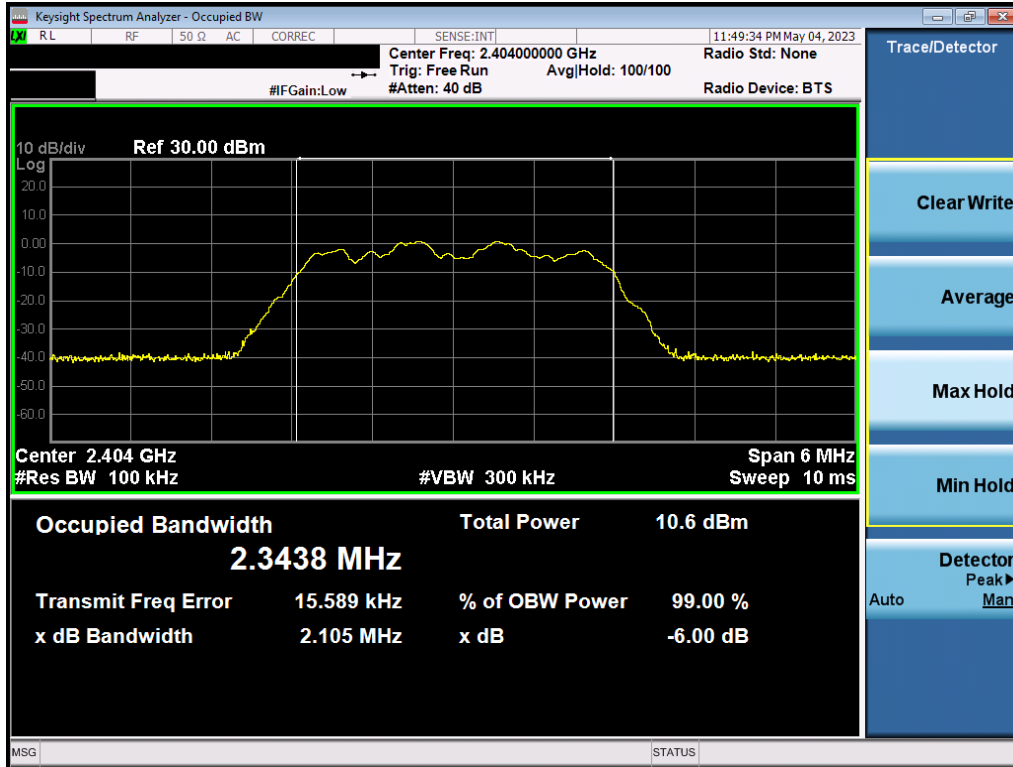 Keysight Spectrum Analyzer - Occupied BW
LXI RL RF 50 Ω AC CORREC SENSE:INT 11:49:34 PM May 04, 2023
Center Freq: 2.404000000 GHz Radio Std: None
Trig: Free Run Avg|Hold: 100/100
#IFGain:Low #Atten: 40 dB Radio Device: BTS
10 dB/div Ref 30.00 dBm
Log
20.0
10.0
0.00
-10.0
-20.0
-30.0
-40.0
-50.0
-60.0
Center 2.404 GHz Span 6 MHz
#Res BW 100 kHz #VBW 300 kHz Sweep 10 ms
Occupied Bandwidth Total Power 10.6 dBm
2.3438 MHz
Transmit Freq Error 15.589 kHz % of OBW Power 99.00 %
x dB Bandwidth 2.105 MHz x dB -6.00 dB
MSG STATUS
Trace/Detector
Clear Write
Average
Max Hold
Min Hold
Detector
Peak▶
Auto Man